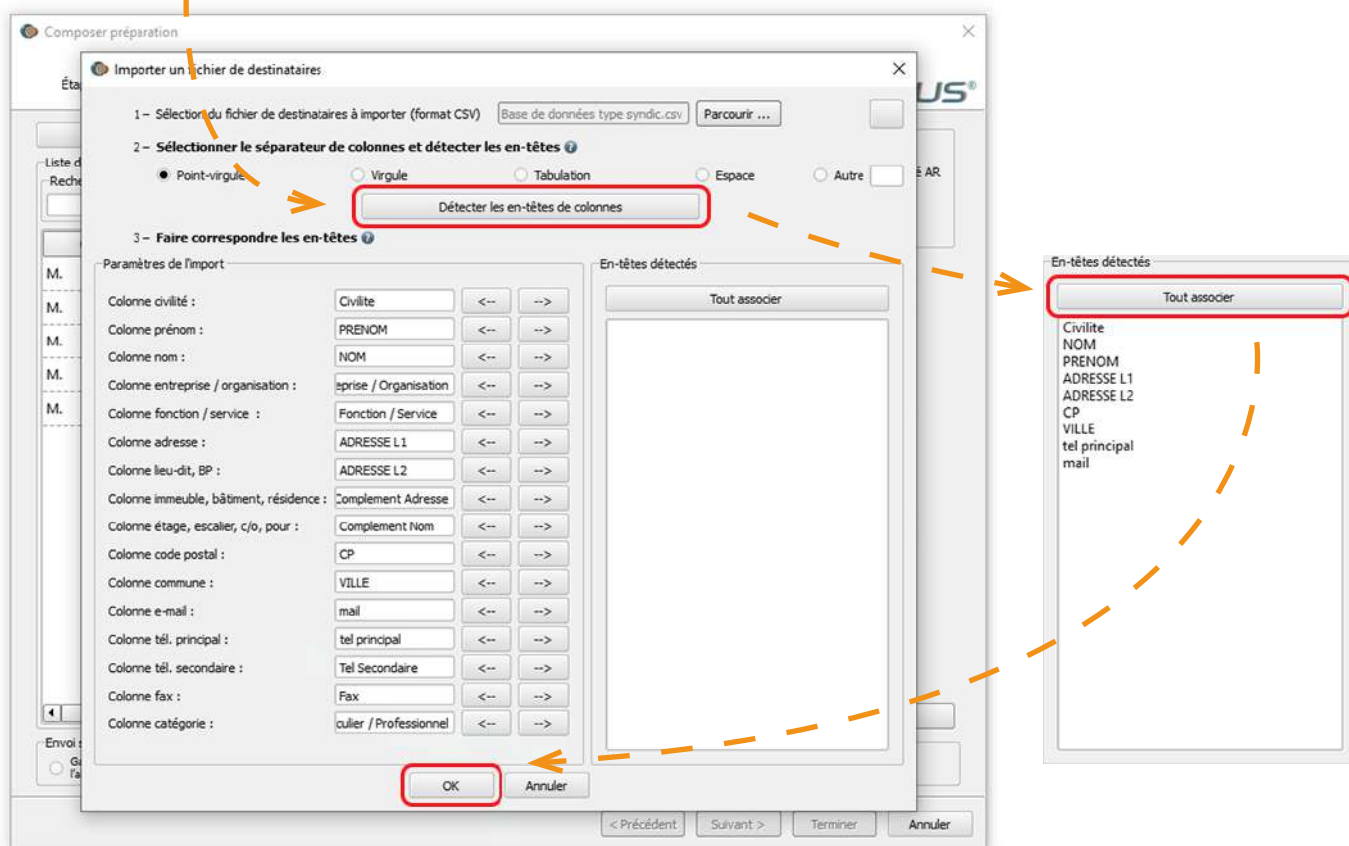 Composer préparation
Importer un fichier de destinataires
Éta
US®
1 – Sélection du fichier de destinataires à importer (format CSV) Base de données type syndic.csv Parcourir ...
2 – Sélectionner le séparateur de colonnes et détecter les en-têtes
Point-virgule Virgule Tabulation Espace Autre
Détecter les en-têtes de colonnes
3 – Faire correspondre les en-têtes
Liste d
Reche
é AR
M.
M.
M.
M.
M.
Paramètres de l'import
Colonne civilité : Civilite <-- -->
Colonne prénom : PRENOM <-- -->
Colonne nom : NOM <-- -->
Colonne entreprise / organisation : eprise / Organisation <-- -->
Colonne fonction / service : Fonction / Service <-- -->
Colonne adresse : ADRESSE L1 <-- -->
Colonne lieu-dit, BP : ADRESSE L2 <-- -->
Colonne immeuble, bâtiment, résidence : Complement Adresse <-- -->
Colonne étage, escalier, c/o, pour : Complement Nom <-- -->
Colonne code postal : CP <-- -->
Colonne commune : VILLE <-- -->
Colonne e-mail : mail <-- -->
Colonne tél. principal : tel principal <-- -->
Colonne tél. secondaire : Tel Secondaire <-- -->
Colonne fax : Fax <-- -->
Colonne catégorie : culier / Professionnel <-- -->
En-têtes détectés
Tout associer
OK Annuler
Envoi s
Ga
l'a
< Précédent Suivant > Terminer Annuler
En-têtes détectés
Tout associer
Civilite
NOM
PRENOM
ADRESSE L1
ADRESSE L2
CP
VILLE
tel principal
mail